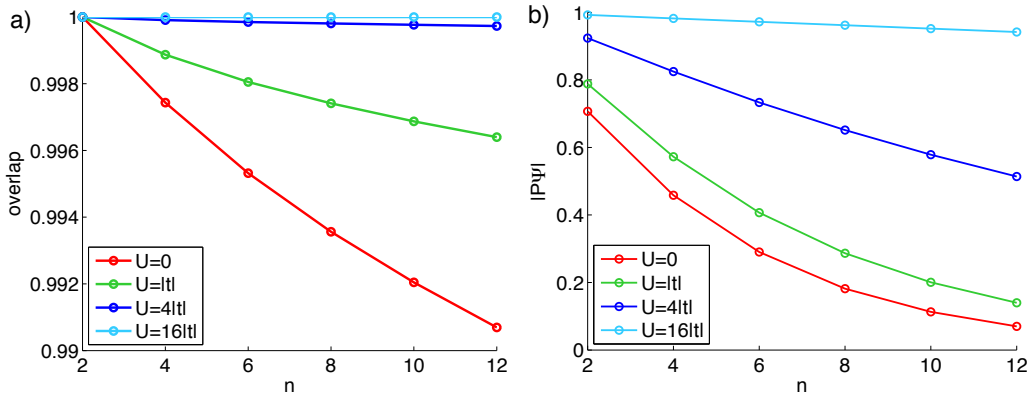 a)
1
0.998
0.996
0.994
0.992
0.99
overlap
2 4 6 8 10 12
n
U=0
U=|t|
U=4|t|
U=16|t|
b)
1
0.8
0.6
0.4
0.2
0
|PΨ|
2 4 6 8 10 12
n
U=0
U=|t|
U=4|t|
U=16|t|